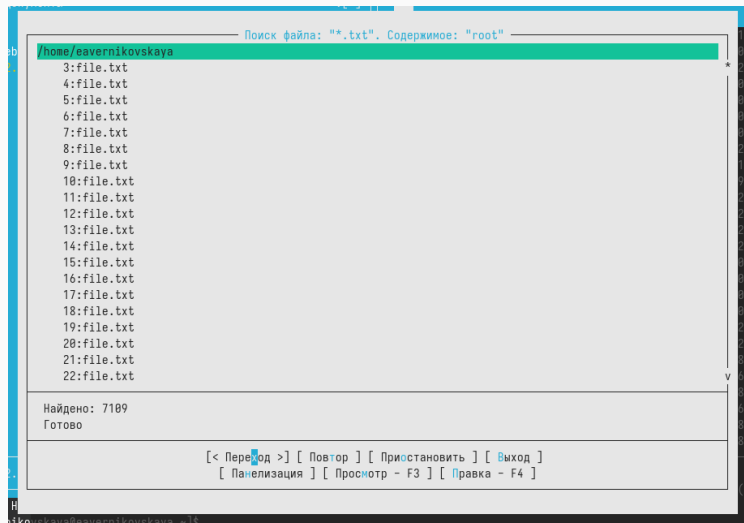 Поиск файла: "*.txt". Содержимое: "root"
/home/eavernikovskaya
3:file.txt
4:file.txt
5:file.txt
6:file.txt
7:file.txt
8:file.txt
9:file.txt
10:file.txt
11:file.txt
12:file.txt
13:file.txt
14:file.txt
15:file.txt
16:file.txt
17:file.txt
18:file.txt
19:file.txt
20:file.txt
21:file.txt
22:file.txt
Найдено: 7109
Готово
[< Переход >] [ Повтор ] [ Приостановить ] [ Выход ]
[ Панелизация ] [ Просмотр - F3 ] [ Правка - F4 ]